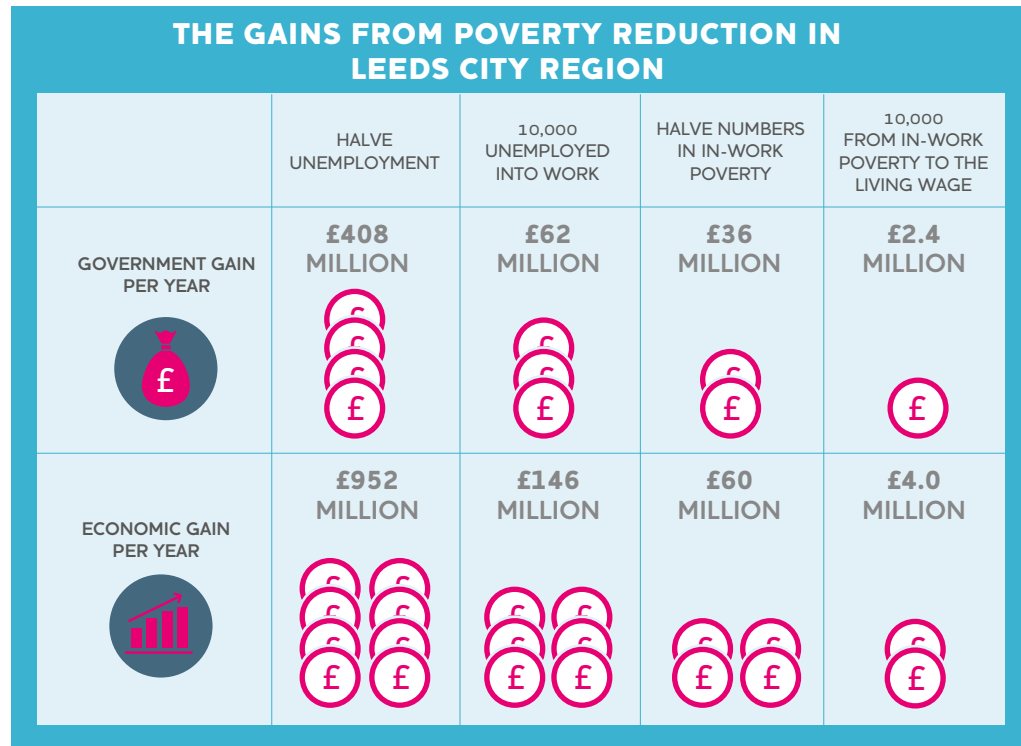 THE GAINS FROM POVERTY REDUCTION IN
LEEDS CITY REGION
HALVE
UNEMPLOYMENT
10,000
UNEMPLOYED
INTO WORK
HALVE NUMBERS
IN IN-WORK
POVERTY
10,000
FROM IN-WORK
POVERTY TO THE
LIVING WAGE
GOVERNMENT GAIN
PER YEAR
£
£408
MILLION
£
£
£
£
£62
MILLION
£
£
£
£36
MILLION
£
£
£2.4
MILLION
£
ECONOMIC GAIN
PER YEAR
£952
MILLION
£ £
£ £
£ £
£ £
£146
MILLION
£ £
£ £
£ £
£60
MILLION
£ £
£ £
£4.0
MILLION
£
£